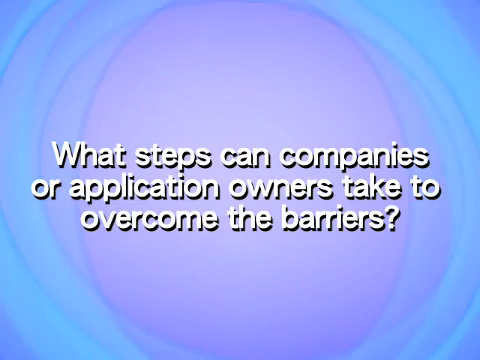 What steps can companies
or application owners take to
overcome the barriers?